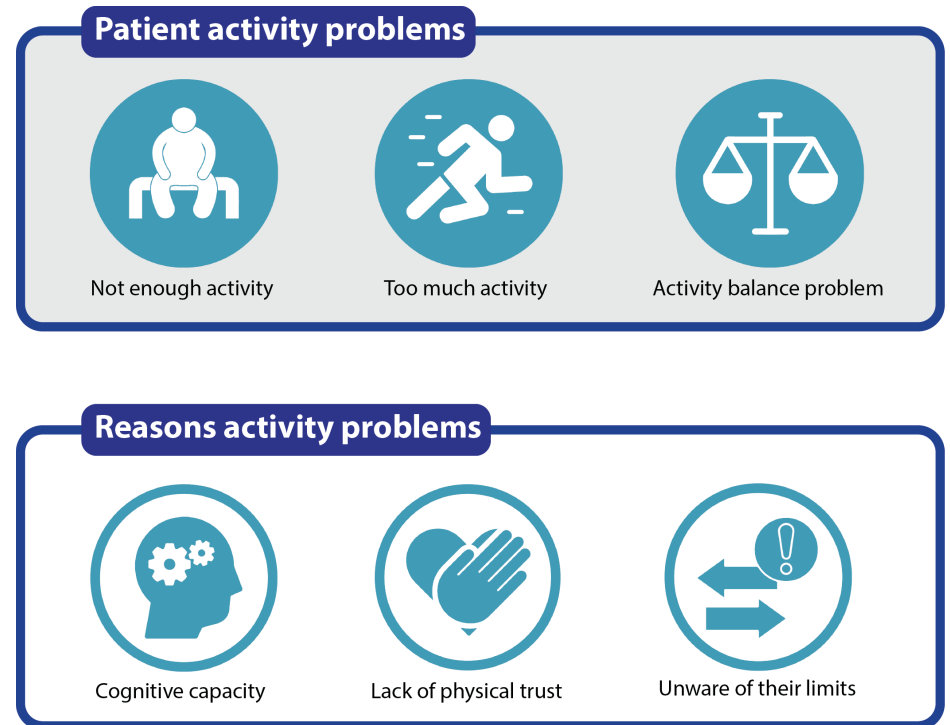 Patient activity problems
Not enough activity
Too much activity
Activity balance problem
Reasons activity problems
Cognitive capacity
Lack of physical trust
Unware of their limits